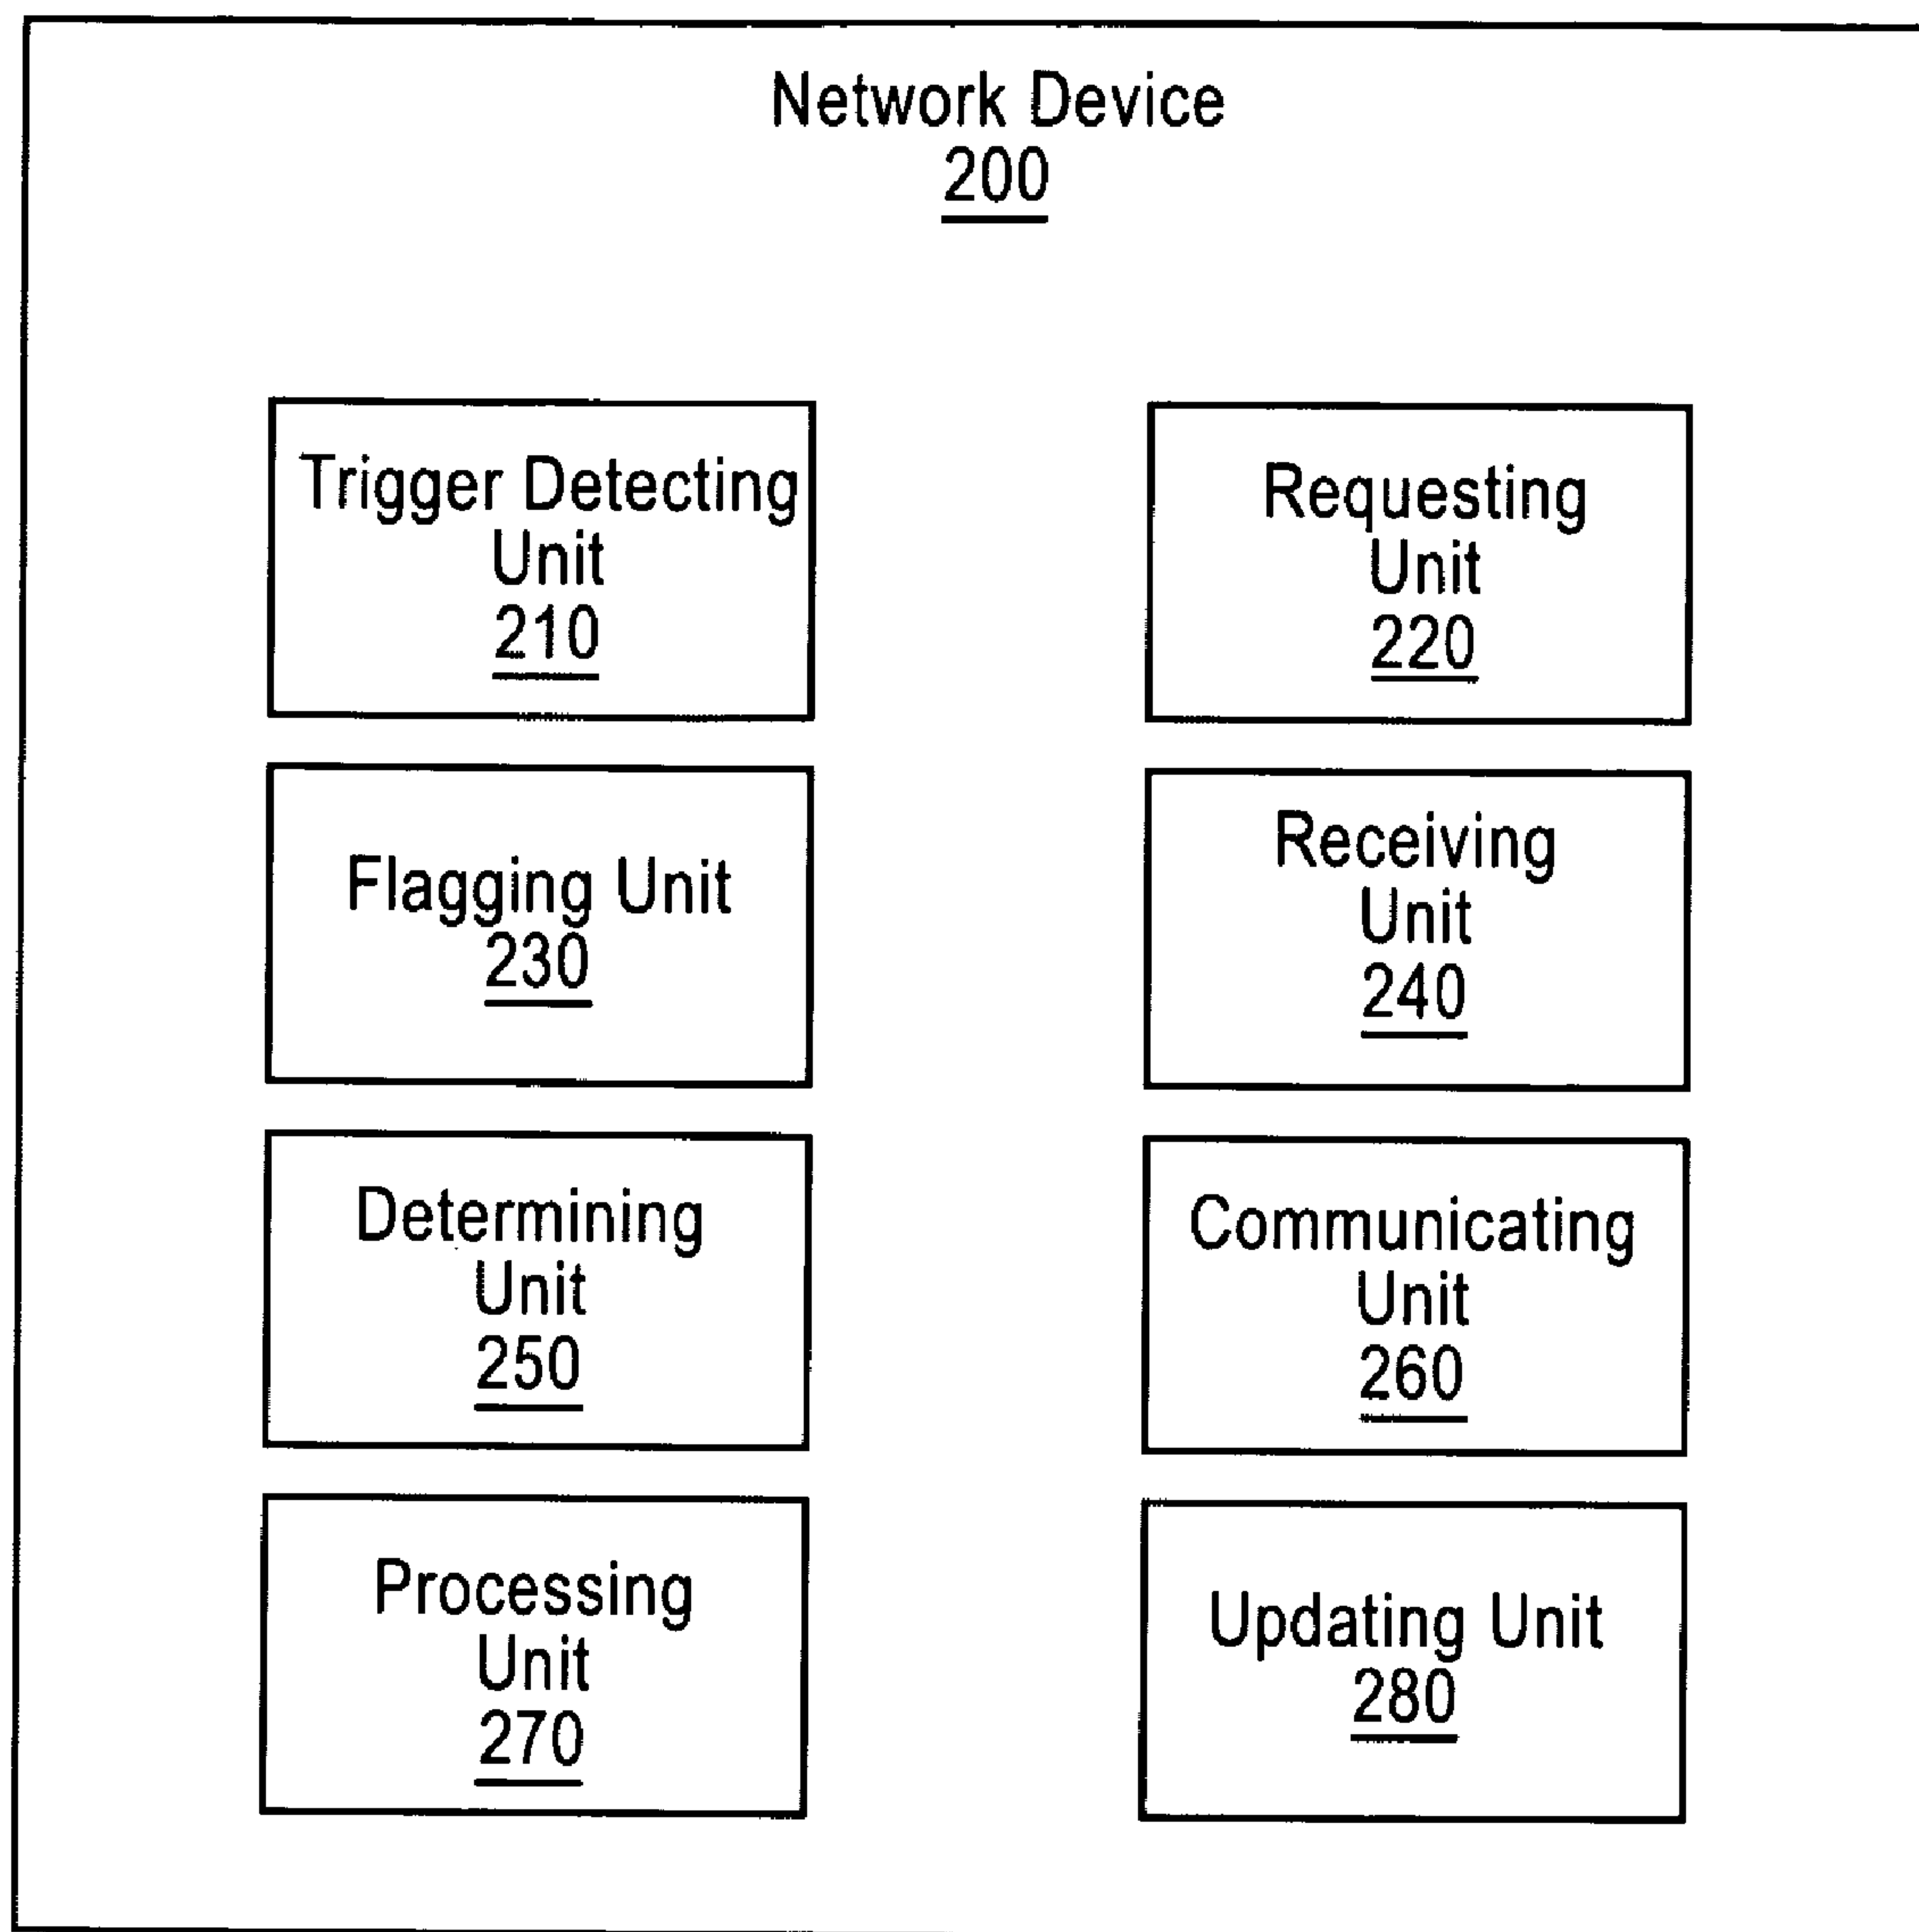 Network Device
200
Trigger Detecting
Unit
210
Requesting
Unit
220
Flagging Unit
230
Receiving
Unit
240
Determining
Unit
250
Communicating
Unit
260
Processing
Unit
270
Updating Unit
280